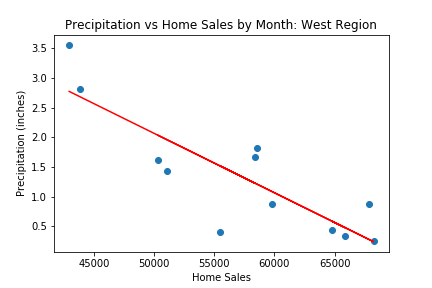 Precipitation vs Home Sales by Month: West Region
Precipitation (inches)
3.5
3.0
2.5
2.0
1.5
1.0
0.5
45000 50000 55000 60000 65000
Home Sales